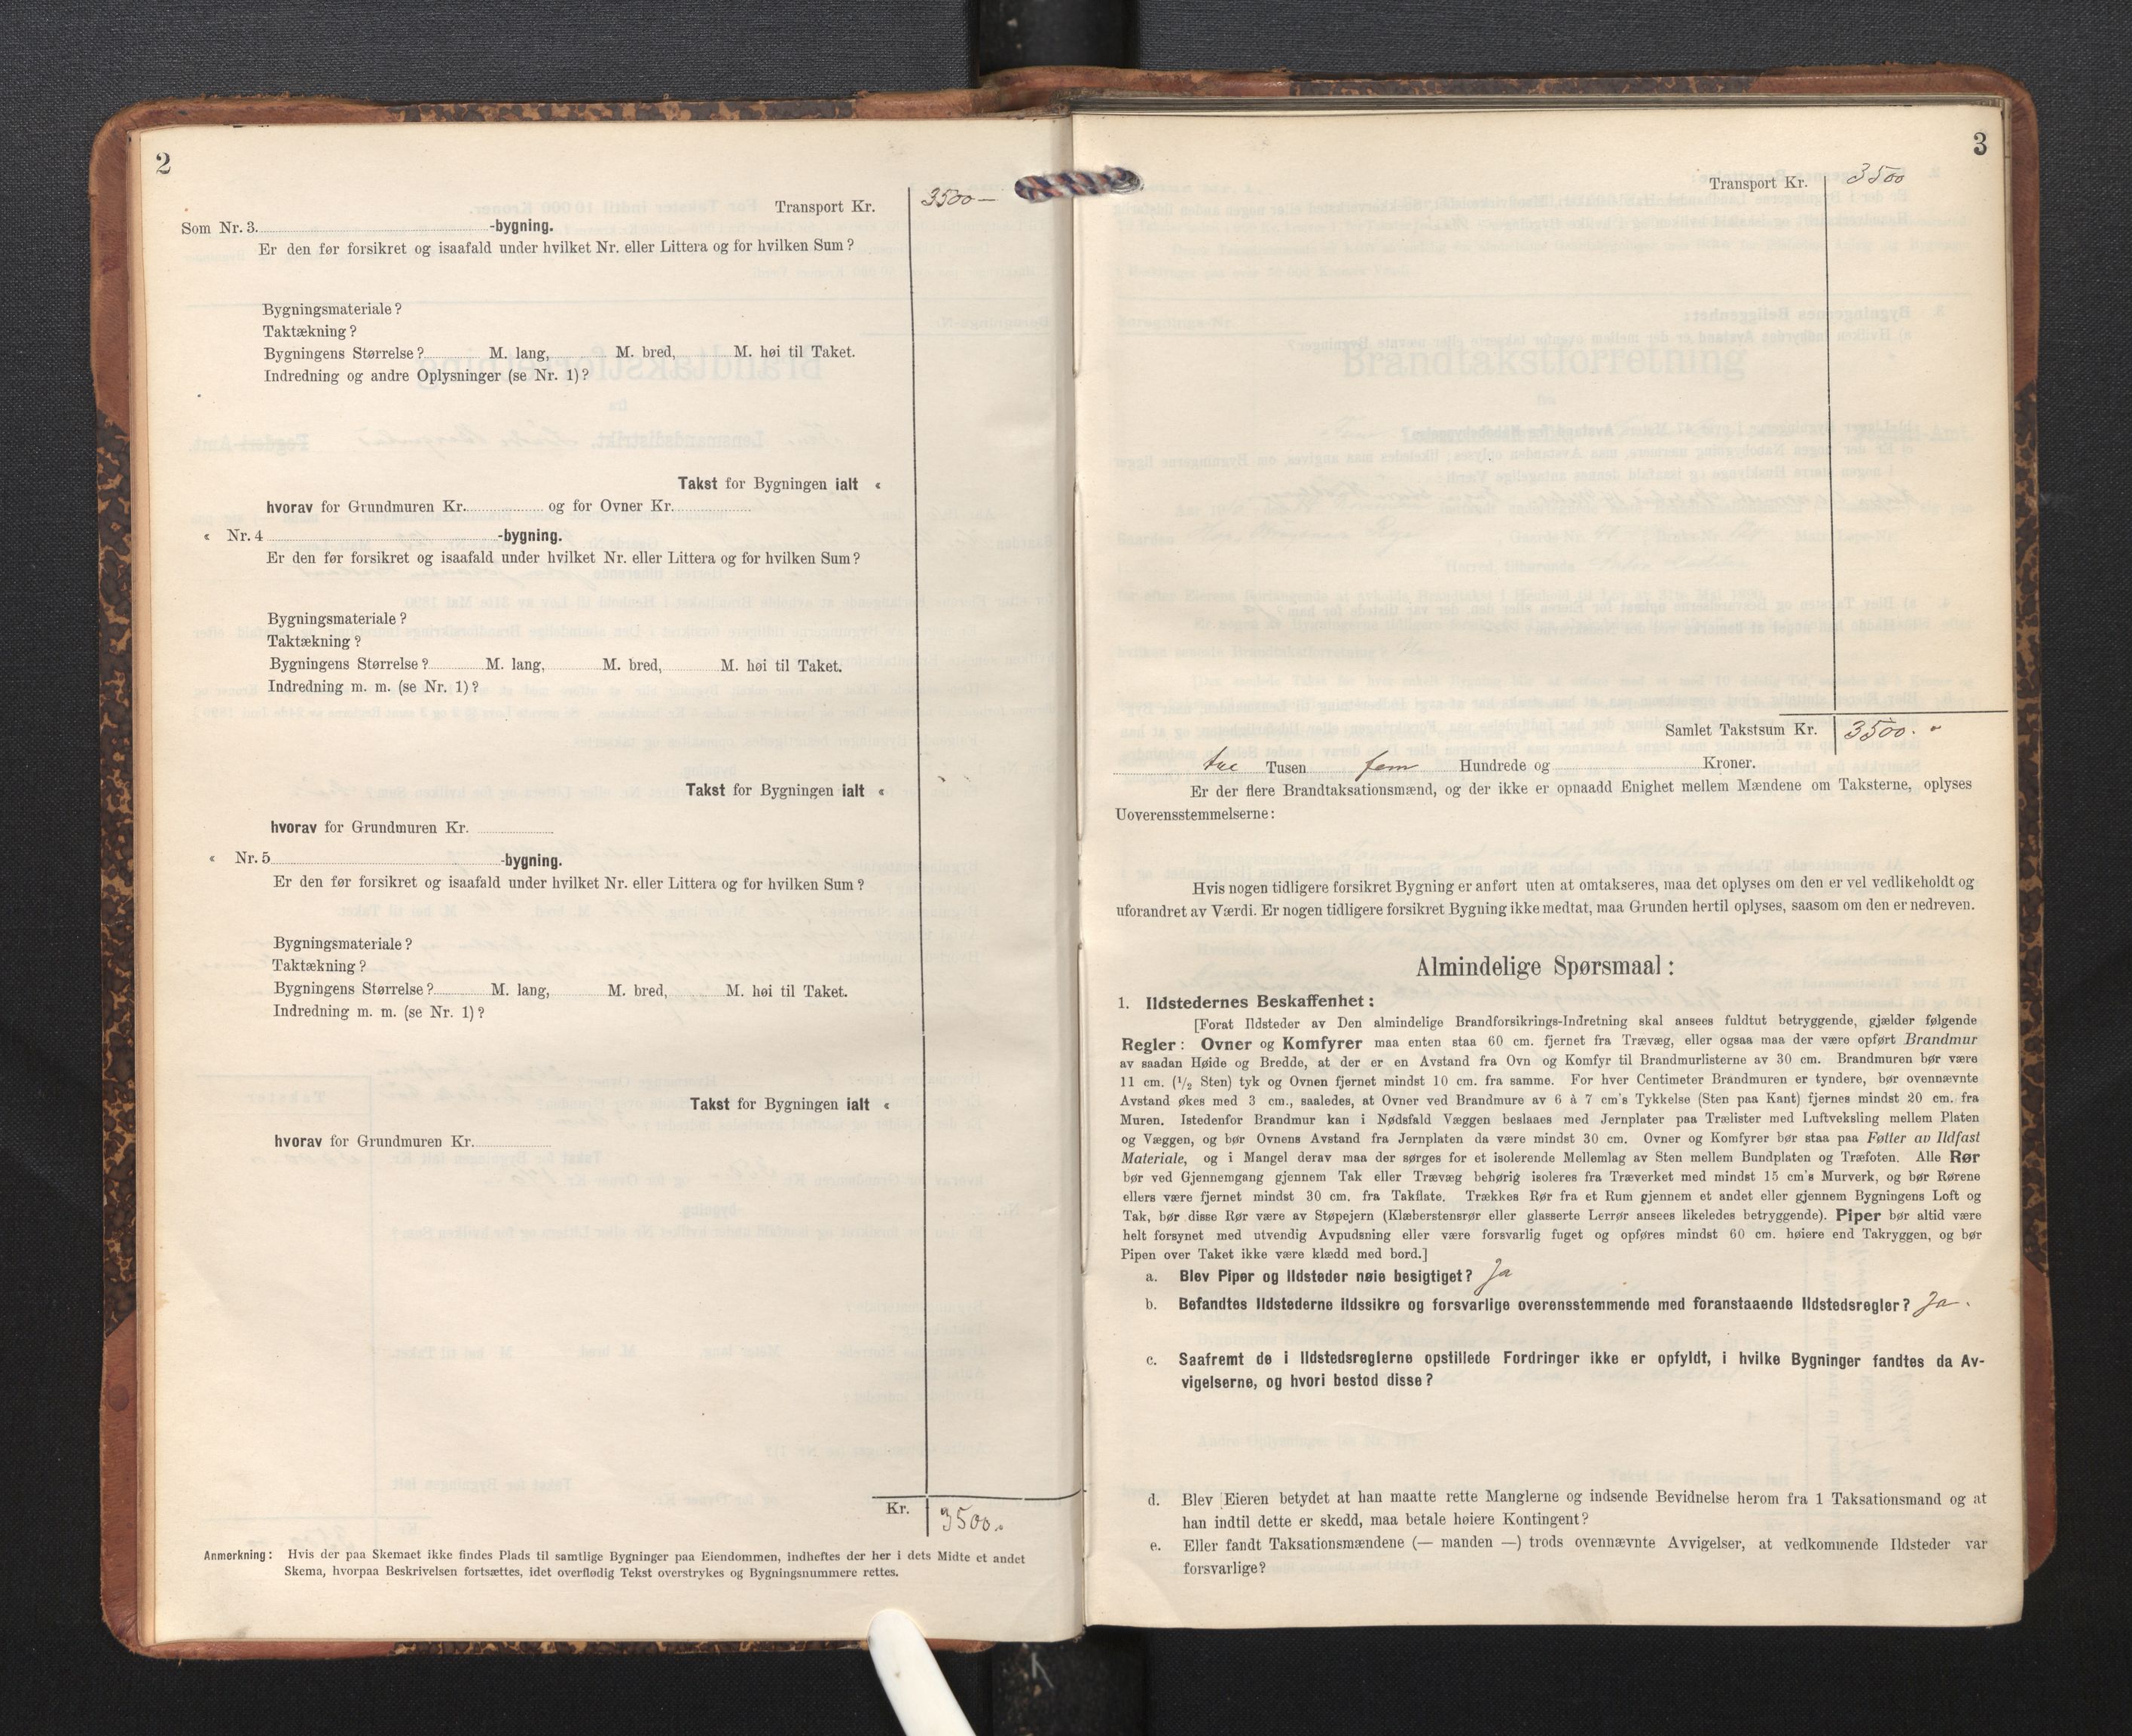 2
Transport Kr. 3500—
Som Nr. 3. -bygning.
Er den før forsikret og isaafald under hvilket Nr. eller Littera og for hvilken Sum?
Bygningsmateriale?
Taktækning?
Bygningens Størrelse? M. lang, M. bred, M. høi til Taket.
Indredning og andre Oplysninger (se Nr. 1)?
Takst for Bygningen ialt «
hvorav for Grundmuren Kr. og for Ovner Kr.
« Nr. 4 -bygning.
Er den før forsikret og isaafald under hvilket Nr. eller Littera og for hvilken Sum?
Bygningsmateriale?
Taktækning?
Bygningens Størrelse? M. lang, M. bred, M. høi til Taket.
Indredning m. m. (se Nr. 1)?
Takst for Bygningen ialt «
hvorav for Grundmuren Kr.
« Nr. 5 -bygning.
Er den før forsikret og isaafald under hvilket Nr. eller Littera og for hvilken Sum?
Bygningsmateriale?
Taktækning?
Bygningens Størrelse? M. lang, M. bred, M. høi til Taket.
Indredning m. m. (se Nr. 1)?
Takst for Bygningen ialt «
hvorav for Grundmuren Kr.
Kr. 3500.
Anmerkning: Hvis der paa Skemaet ikke findes Plads til samtlige Bygninger paa Eiendommen, indheftes der her i dets Midte et andet
Skema, hvorpaa Beskrivelsen fortsættes, idet overflødig Tekst overstrykes og Bygningsnummere rettes.
3
Transport Kr. 3500
Samlet Takstsum Kr. 3500. -
tre Tusen fem Hundrede og Kroner.
Er der flere Brandtaksationsmænd, og der ikke er opnaadd Enighet mellem Mændene om Taksterne, oplyses
Uoverensstemmelserne:
Hvis nogen tidligere forsikret Bygning er anført uten at omtakseres, maa det oplyses om den er vel vedlikeholdt og
uforandret av Værdi. Er nogen tidligere forsikret Bygning ikke medtat, maa Grunden hertil oplyses, saasom om den er nedreven.
Almindelige Spørsmaal:
1. Ildstedernes Beskaffenhet:
[Forat Ildsteder av Den almindelige Brandforsikrings-Indretning skal ansees fuldtut betryggende, gjælder følgende
Regler: Ovner og Komfyrer maa enten staa 60 cm. fjernet fra Trævæg, eller ogsaa maa der være opført Brandmur
av saadan Høide og Bredde, at der er en Avstand fra Ovn og Komfyr til Brandmurlisterne av 30 cm. Brandmuren bør være
11 cm. (1/2 Sten) tyk og Ovnen fjernet mindst 10 cm. fra samme. For hver Centimeter Brandmuren er tyndere, bør ovennævnte
Avstand økes med 3 cm., saaledes, at Ovner ved Brandmure av 6 à 7 cm's Tykkelse (Sten paa Kant) fjernes mindst 20 cm. fra
Muren. Istedenfor Brandmur kan i Nødsfald Væggen beslaaes med Jernplater paa Trælister med Luftveksling mellem Platen
og Væggen, og bør Ovnens Avstand fra Jernplaten da være mindst 30 cm. Ovner og Komfyrer bør staa paa Føtter av Ildfast
Materiale, og i Mangel derav maa der sørges for et isolerende Mellemlag av Sten mellem Bundplaten og Træfoten. Alle Rør
bør ved Gjennemgang gjennem Tak eller Trævæg behørig isoleres fra Træverket med mindst 15 cm's Murverk, og bør Rørene
ellers være fjernet mindst 30 cm. fra Takflate. Trækkes Rør fra et Rum gjennem et andet eller gjennem Bygningens Loft og
Tak, bør disse Rør være av Støpejern (Klæberstensrør eller glasserte Lerrør ansees likeledes betryggende). Piper bør altid være
helt forsynet med utvendig Avpudsning eller være forsvarlig fuget og opføres mindst 60 cm. høiere end Takryggen, og bør
Pipen over Taket ikke være klædd med bord.]
a. Blev Piper og Ildsteder nøie besigtiget? Ja
b. Befandtes Ildstederne ildssikre og forsvarlige overensstemmende med foranstaaende Ildstedsregler? Ja.
c. Saafremt de i Ildstedsreglerne opstillede Fordringer ikke er opfyldt, i hvilke Bygninger fandtes da Av-
vigelserne, og hvori bestod disse?
d. Blev Eieren betydet at han maatte rette Manglerne og indsende Bevidnelse herom fra 1 Taksationsmand og at
han indtil dette er skedd, maa betale høiere Kontingent?
e. Eller fandt Taksationsmændene (— manden —) trods ovennævnte Avvigelser, at vedkommende Ildsteder var
forsvarlige?